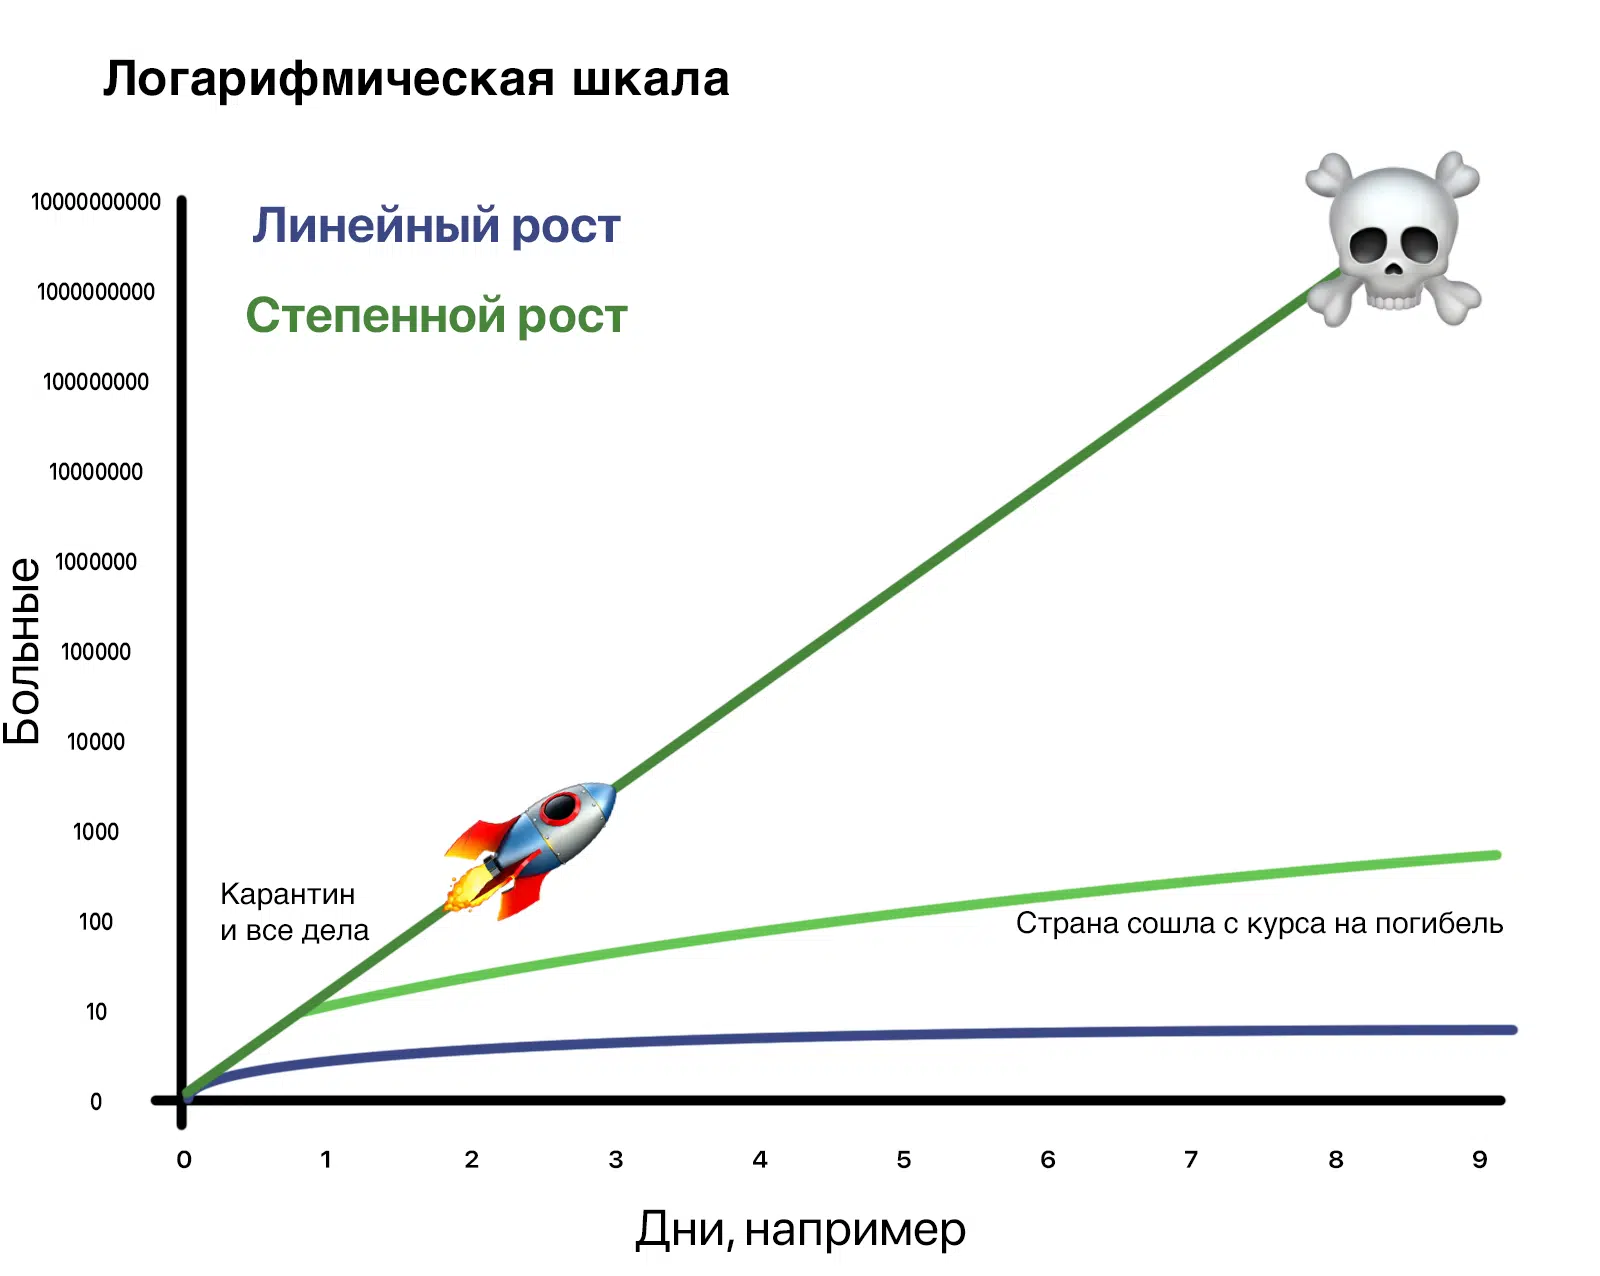 Логарифмическая шкала
10000000000
Линейный рост
1000000000
Степенной рост
100000000
10000000
1000000
Больные
100000
10000
1000
Карантин
и все дела
100
Страна сошла с курса на погибель
10
0
0 1 2 3 4 5 6 7 8 9
Дни, например